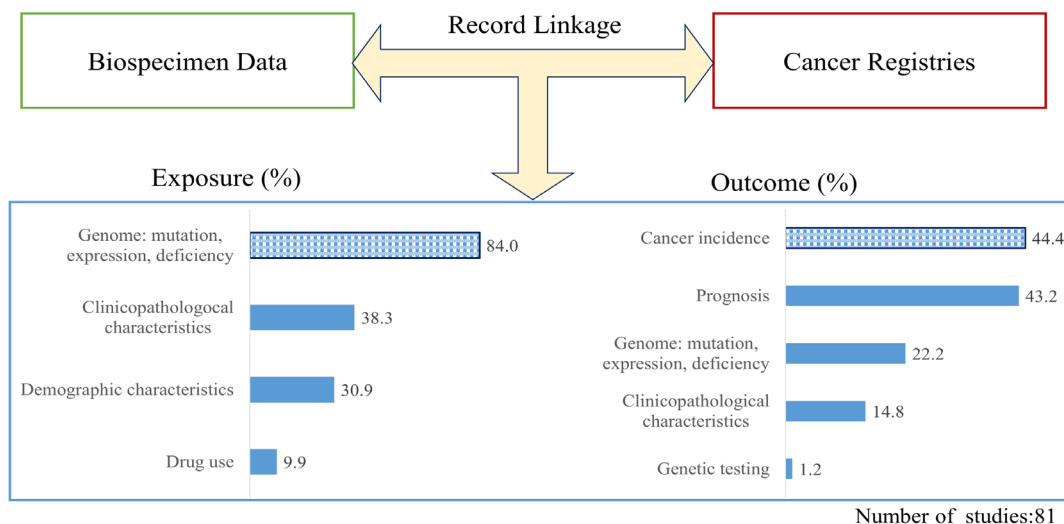 Record Linkage
Biospecimen Data
Cancer Registries
Exposure (%)
Genome: mutation,
expression, deficiency
84.0
Clinicopathologocal
characteristics
38.3
Demographic characteristics
30.9
Drug use
9.9
Outcome (%)
Cancer incidence
44.4
Prognosis
43.2
Genome: mutation,
expression, deficiency
22.2
Clinicopathological
characteristics
14.8
Genetic testing
1.2
Number of studies:81